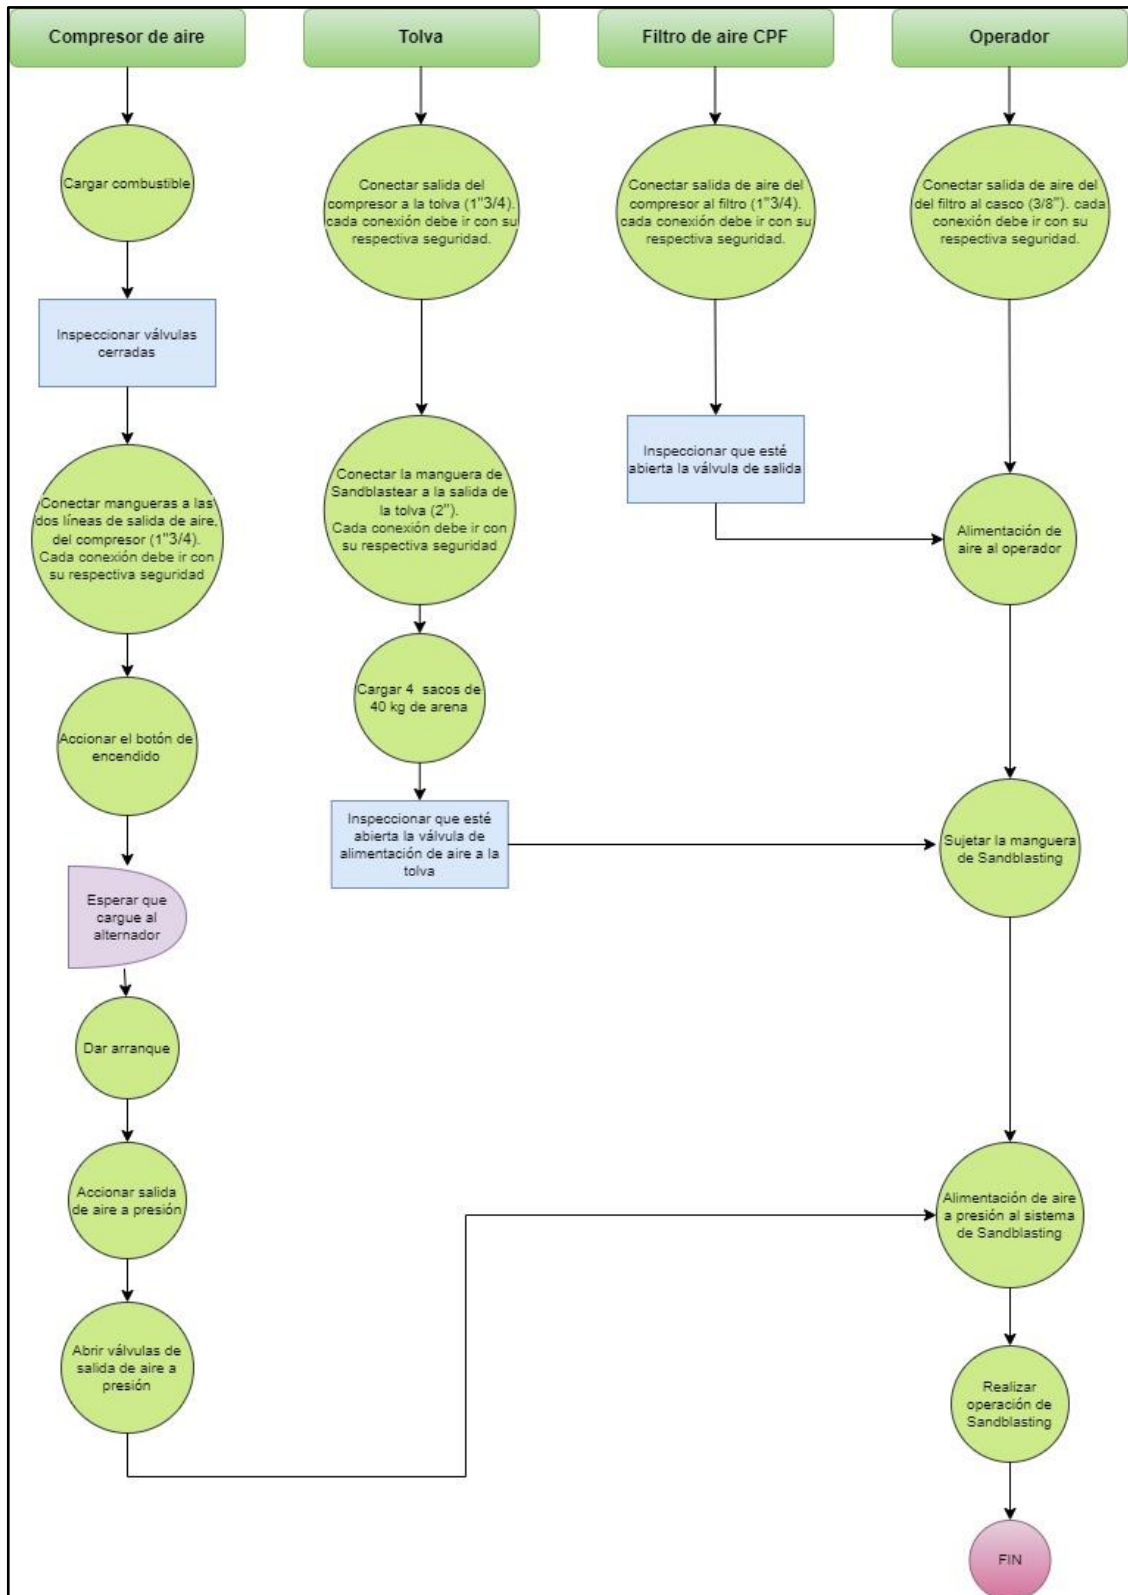 Compresor de aire
Tolva
Filtro de aire CPF
Operador
Cargar combustible
Inspeccionar válvulas
cerradas
Conectar mangueras a las
dos líneas de salida de aire,
del compresor (1"3/4).
Cada conexión debe ir con
su respectiva seguridad
Accionar el botón de
encendido
Esperar que
cargue al
alternador
Dar arranque
Accionar salida
de aire a presión
Abrir válvulas de
salida de aire a
presión
Conectar salida del
compresor a la tolva (1"3/4).
cada conexión debe ir con su
respectiva seguridad.
Conectar la manguera de
Sandblastear a la salida de
la tolva (2").
Cada conexión debe ir con
su respectiva seguridad
Cargar 4 sacos de
40 kg de arena
Inspeccionar que esté
abierta la válvula de
alimentación de aire a la
tolva
Conectar salida de aire del
compresor al filtro (1"3/4).
cada conexión debe ir con su
respectiva seguridad.
Inspeccionar que esté
abierta la válvula de salida
Conectar salida de aire del
del filtro al casco (3/8"). cada
conexión debe ir con su
respectiva seguridad.
Alimentación de
aire al operador
Sujetar la manguera
de Sandblasting
Alimentación de aire
a presión al sistema
de Sandblasting
Realizar
operación de
Sandblasting
FIN